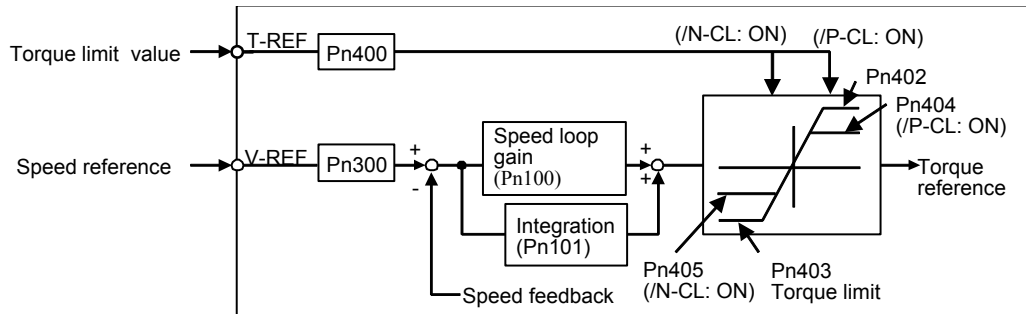 Torque limit value
T-REF
Pn400
(/N-CL: ON)
(/P-CL: ON)
Pn402
Pn404
(/P-CL: ON)
Speed reference
V-REF
Pn300
+
-
Speed loop
gain
(Pn100)
+
+
Integration
(Pn101)
Torque
reference
Speed feedback
Pn405
(/N-CL: ON)
Pn403
Torque limit